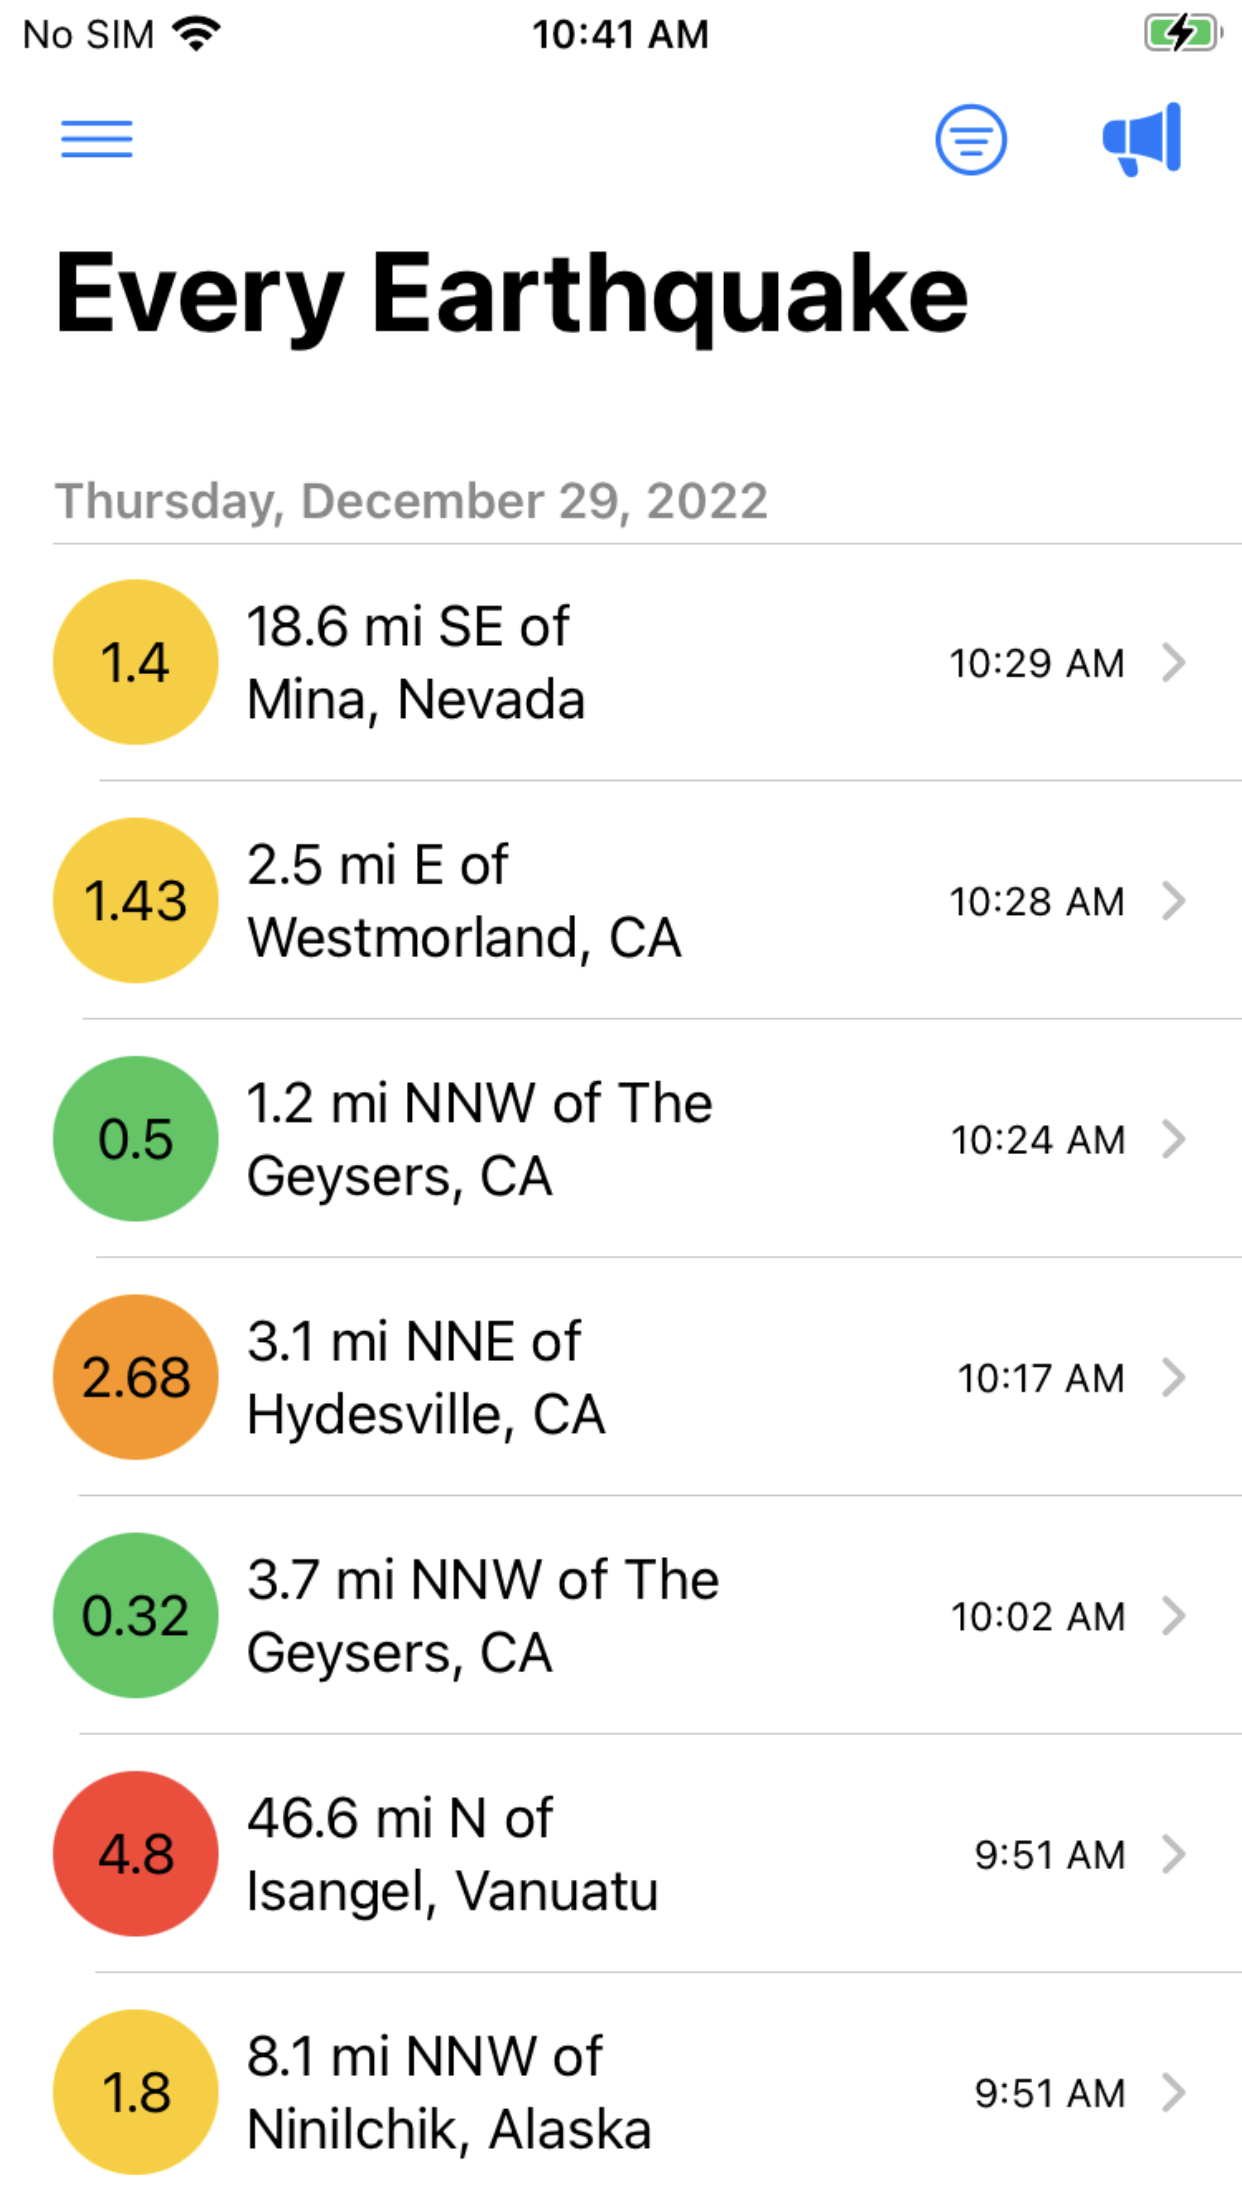 No SIM 10:41 AM
Every Earthquake
Thursday, December 29, 2022
1.4
18.6 mi SE of
Mina, Nevada
10:29 AM
1.43
2.5 mi E of
Westmorland, CA
10:28 AM
0.5
1.2 mi NNW of The
Geysers, CA
10:24 AM
2.68
3.1 mi NNE of
Hydesville, CA
10:17 AM
0.32
3.7 mi NNW of The
Geysers, CA
10:02 AM
4.8
46.6 mi N of
Isangel, Vanuatu
9:51 AM
1.8
8.1 mi NNW of
Ninilchik, Alaska
9:51 AM